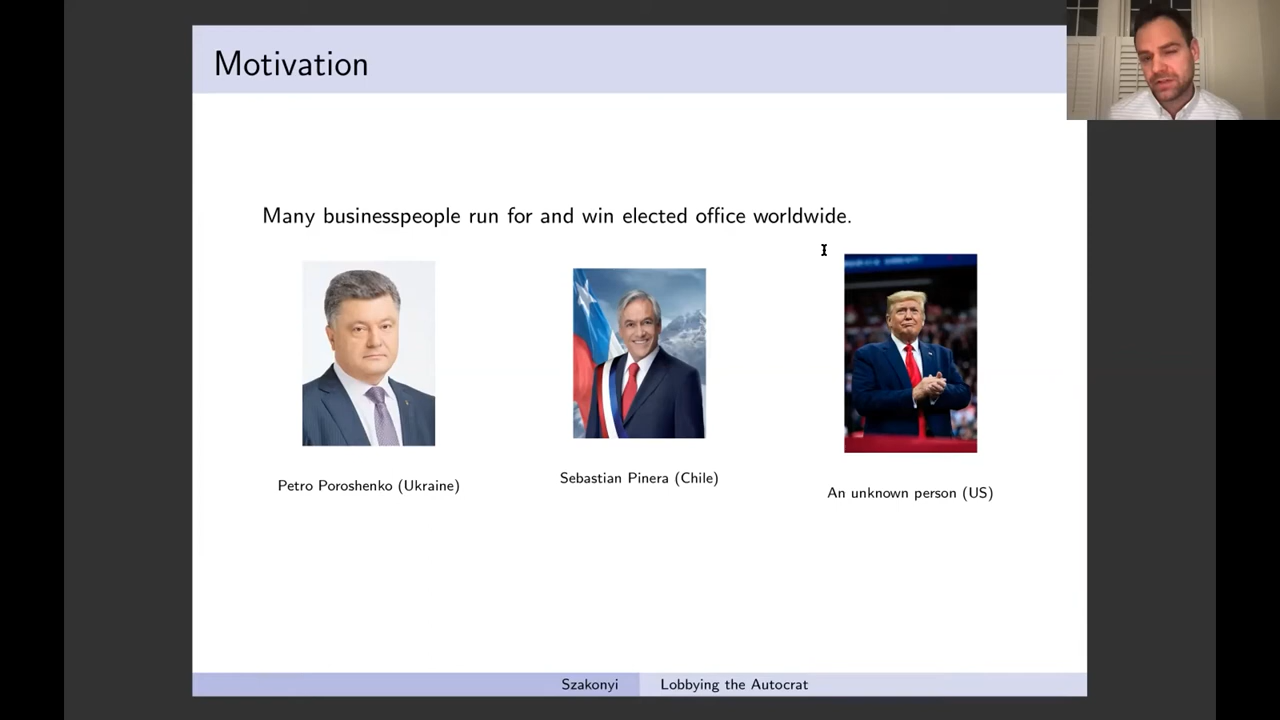 Motivation
Many businesspeople run for and win elected office worldwide.
Petro Poroshenko (Ukraine)
Sebastian Pinera (Chile)
An unknown person (US)
Szakonyi
Lobbying the Autocrat